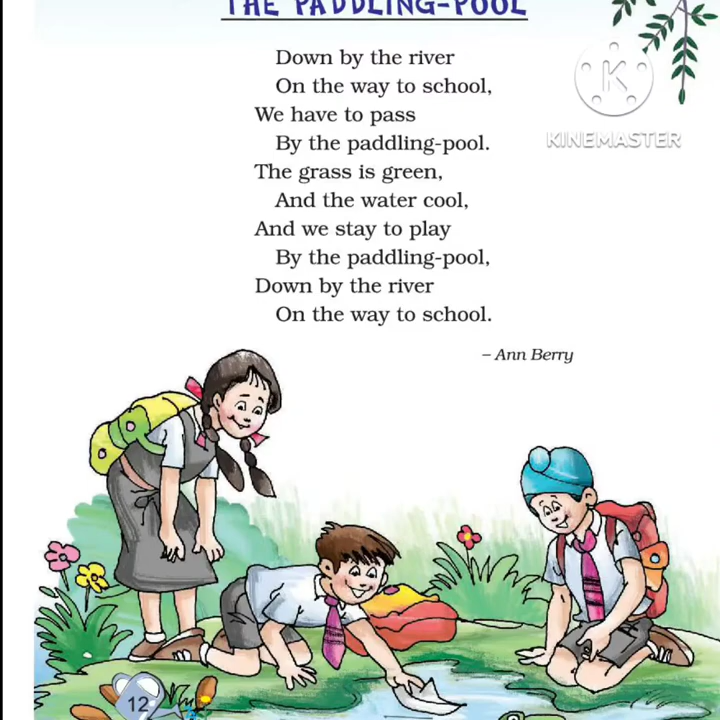 THE PADDLING-POOL
Down by the river
On the way to school,
We have to pass
By the paddling-pool.
The grass is green,
And the water cool,
And we stay to play
By the paddling-pool,
Down by the river
On the way to school.
– Ann Berry
K
KINEMASTER
12